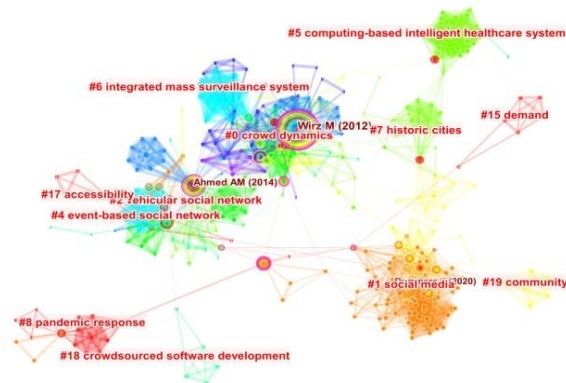 #5 computing-based intelligent healthcare system
#6 integrated mass surveillance system
Wirz M (2012)
#0 crowd dynamics
#7 historic cities
#15 demand
Ahmed AM (2014)
#17 accessibility
#2 vehicular social network
#4 event-based social network
#1 social media
2020)
#19 community
#8 pandemic response
#18 crowdsourced software development